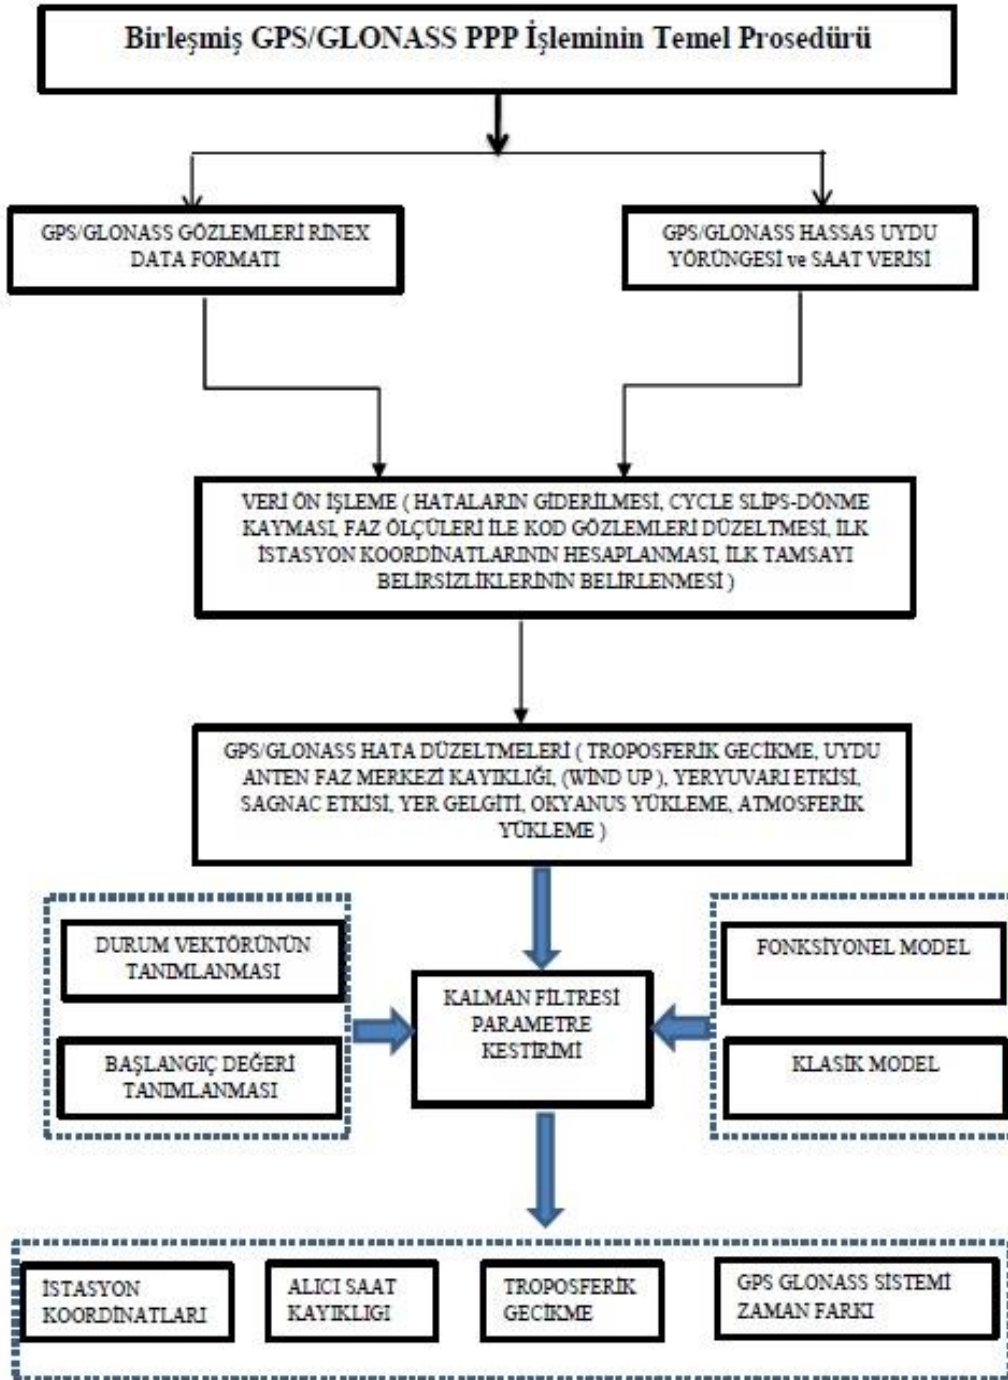 Birleşmiş GPS/GLONASS PPP İşleminin Temel Prosedürü
GPS/GLONASS GÖZLEMLERİ RİNEX
DATA FORMATI
GPS/GLONASS HASSAS UYDU
YÖRÜNGESİ ve SAAT VERİSİ
VERİ ÖN İŞLEME ( HATALARIN GİDERİLMESİ, CYCLE SLİPS-DÖNME
KAYMASI, FAZ ÖLÇÜLERİ İLE KOD GÖZLEMLERİ DÜZELTMESİ, İLK
İSTASYON KOORDİNATLARININ HESAPLANMASI, İLK TAMSAYI
BELİRSİZLİKLERİNİN BELİRLENMESİ )
GPS/GLONASS HATA DÜZELTMELERİ ( TROPOSFERİK GECİKME, UYDU
ANTEN FAZ MERKEZİ KAYIKLIĞI, (WİND UP ), YERYUVARI ETKİSİ,
SAGNAC ETKİSİ, YER GELGİTİ, OKYANUS YÜKLEME, ATMOSFERİK
YÜKLEME )
DURUM VEKTÖRÜNÜN
TANIMLANMASI
BAŞLANGIÇ DEĞERİ
TANIMLANMASI
KALMAN FİLTRESİ
PARAMETRE
KESTİRİMİ
FONKSİYONEL MODEL
KLASİK MODEL
İSTASYON
KOORDİNATLARI
ALICI SAAT
KAYIKLIGI
TROPOSFERİK
GECİKME
GPS GLONASS SİSTEMİ
ZAMAN FARKI